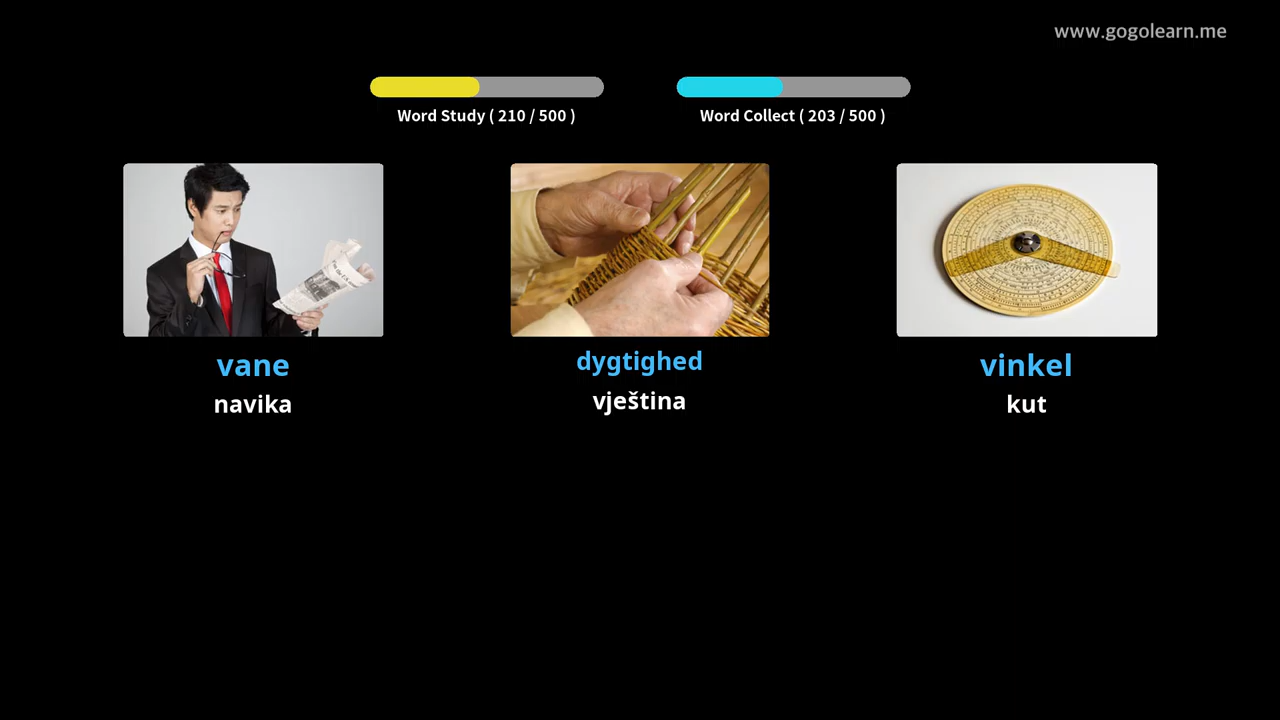 www.gogolearn.me
Word Study ( 210 / 500 )
Word Collect ( 203 / 500 )
vane
navika
dygtighed
vještina
vinkel
kut